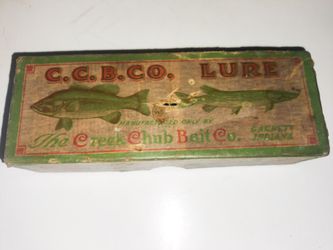 C.C.B.CO. LURE
MANUFACTURED ONLY BY
The Creek Chub Bait Co.
GARRETT
INDIANA